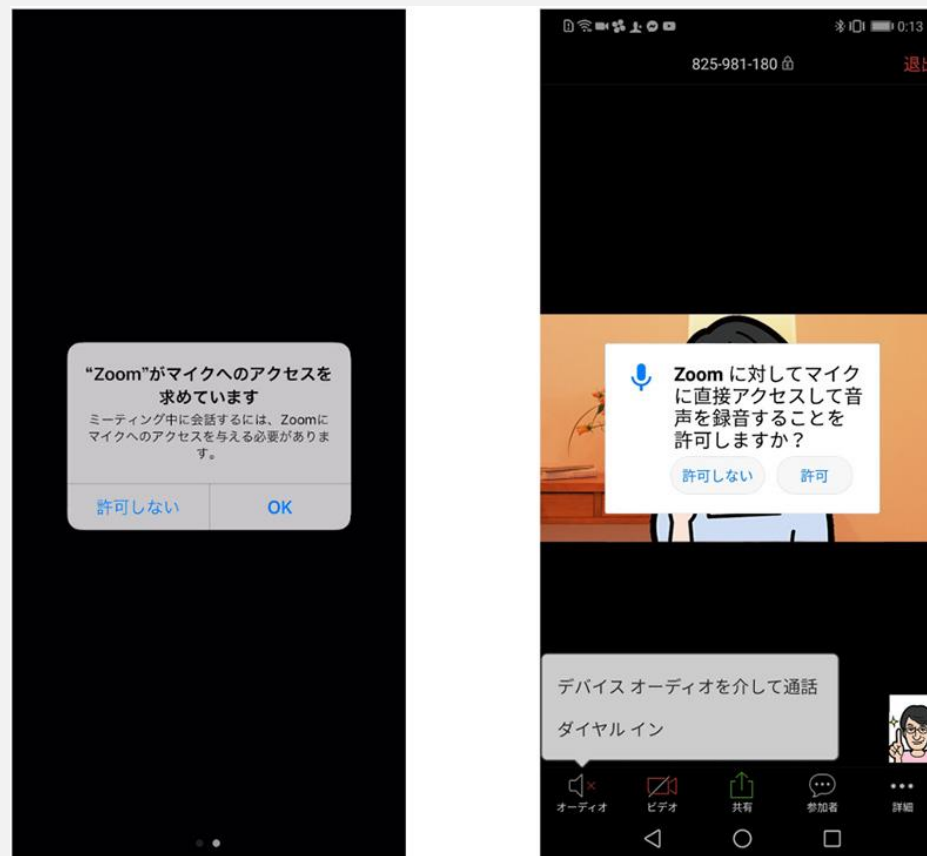 “Zoom”がマイクへのアクセスを
求めています
ミーティング中に会話するには、Zoomに
マイクへのアクセスを与える必要がありま
す。
許可しない
OK
0:13
825-981-180
退出
Zoom に対してマイク
に直接アクセスして音
声を録音することを
許可しますか？
許可しない
許可
デバイス オーディオを介して通話
ダイヤル イン
オーディオ
ビデオ
共有
参加者
詳細